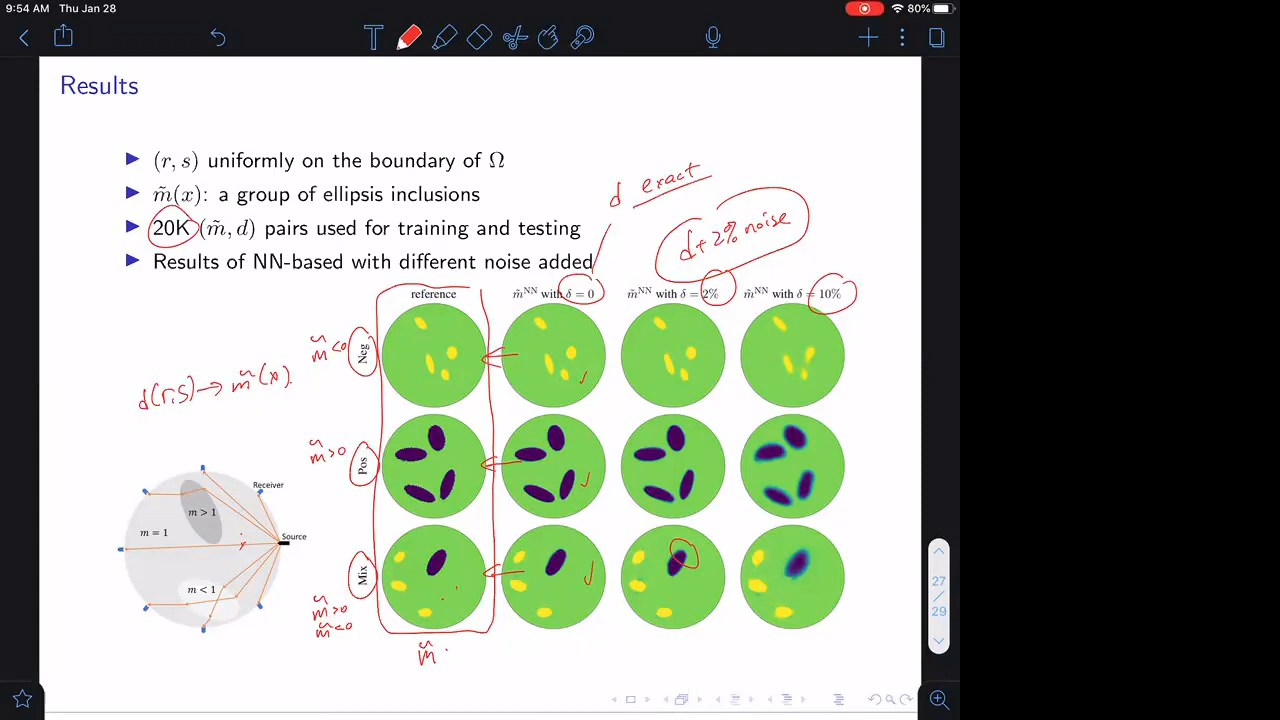 9:54 AM Thu Jan 28
80%
T
Results
(r, s) uniformly on the boundary of Ω
m̃(x): a group of ellipsis inclusions
20K (m̃, d) pairs used for training and testing
Results of NN-based with different noise added
d exact
d+2% noise
reference
m̃ᴺᴺ with δ = 0
m̃ᴺᴺ with δ = 2%
m̃ᴺᴺ with δ = 10%
m̃<0
Neg
d(r,s)→ m̃(x).
m̃>0
Pos
Receiver
m > 1
m = 1
Source
m < 1
Mix
m̃>0
m̃<0
m̃
27
/
29